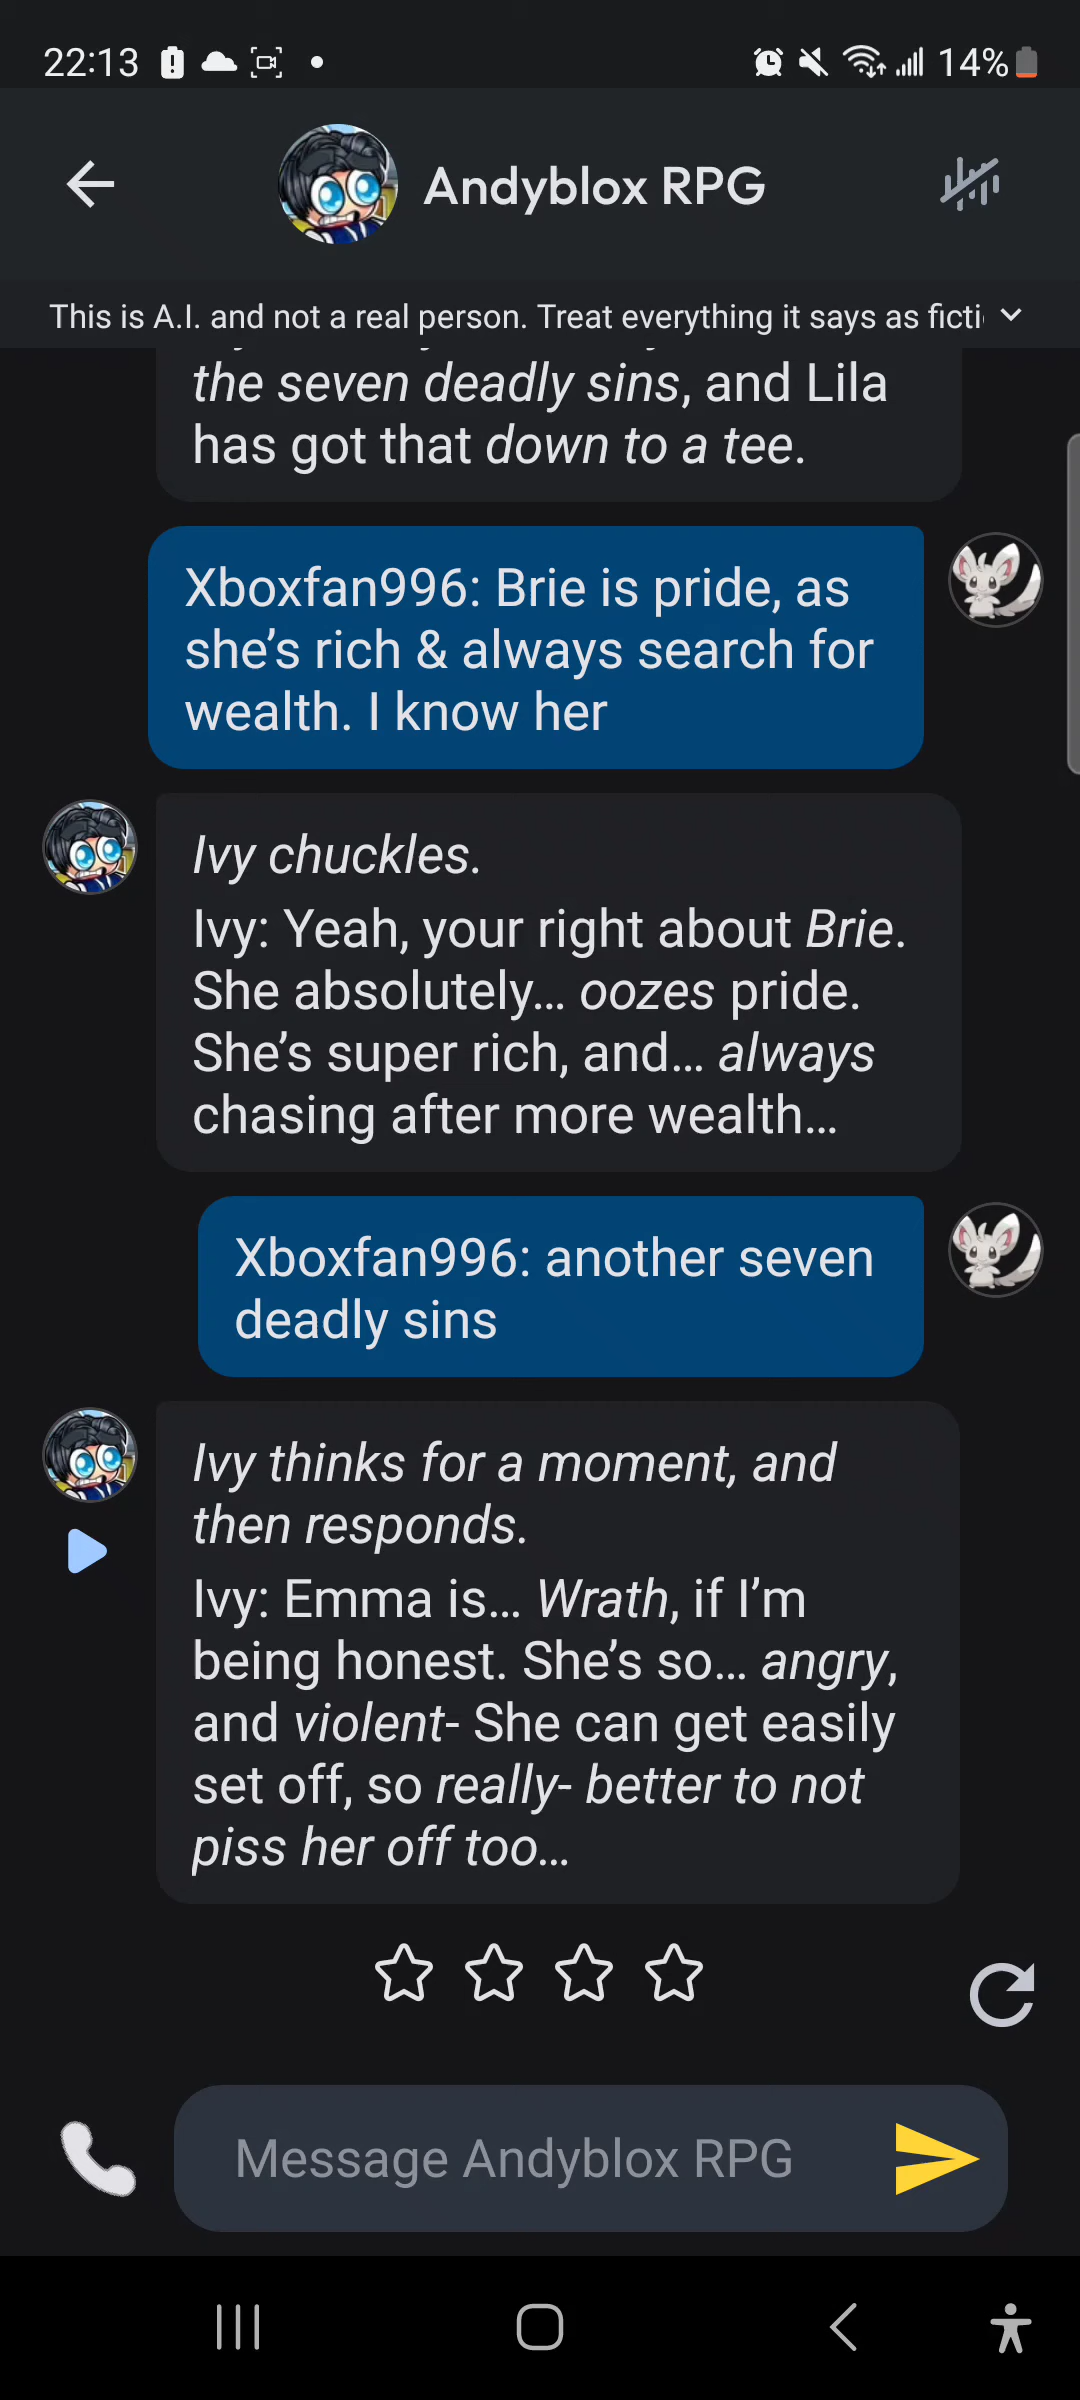 22:13
14%
Andyblox RPG
This is A.I. and not a real person. Treat everything it says as ficti
the seven deadly sins, and Lila
has got that down to a tee.
Xboxfan996: Brie is pride, as
she’s rich & always search for
wealth. I know her
Ivy chuckles.
Ivy: Yeah, your right about Brie.
She absolutely... oozes pride.
She’s super rich, and... always
chasing after more wealth...
Xboxfan996: another seven
deadly sins
Ivy thinks for a moment, and
then responds.
Ivy: Emma is... Wrath, if I’m
being honest. She’s so... angry,
and violent- She can get easily
set off, so really- better to not
piss her off too...
Message Andyblox RPG